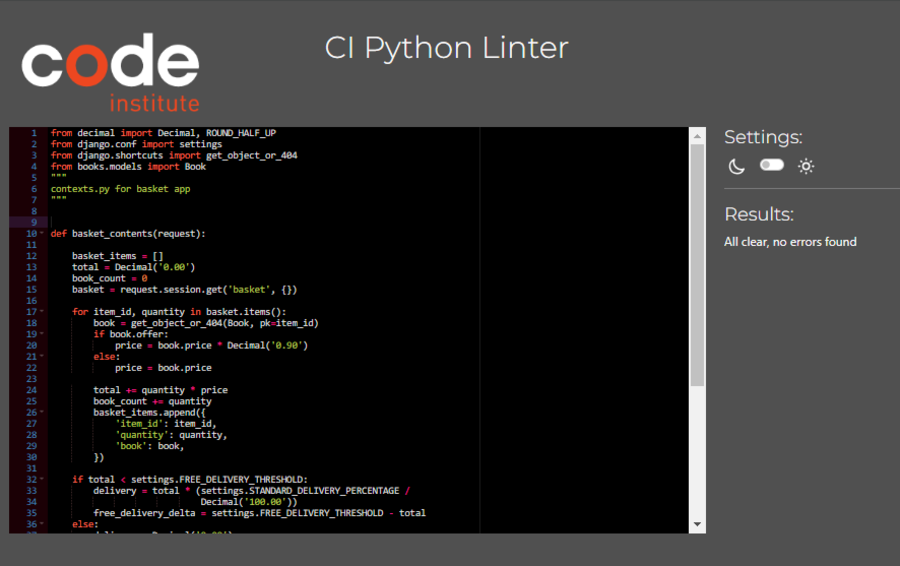 code
institute
CI Python Linter
1 from decimal import Decimal, ROUND_HALF_UP
2 from django.conf import settings
3 from django.shortcuts import get_object_or_404
4 from books.models import Book
5 """
6 contexts.py for basket app
7 """
8
9
10 def basket_contents(request):
11
12     basket_items = []
13     total = Decimal('0.00')
14     book_count = 0
15     basket = request.session.get('basket', {})
16
17     for item_id, quantity in basket.items():
18         book = get_object_or_404(Book, pk=item_id)
19         if book.offer:
20             price = book.price * Decimal('0.90')
21         else:
22             price = book.price
23
24         total += quantity * price
25         book_count += quantity
26         basket_items.append({
27             'item_id': item_id,
28             'quantity': quantity,
29             'book': book,
30         })
31
32     if total < settings.FREE_DELIVERY_THRESHOLD:
33         delivery = total * (settings.STANDARD_DELIVERY_PERCENTAGE /
34                             Decimal('100.00'))
35         free_delivery_delta = settings.FREE_DELIVERY_THRESHOLD - total
36     else:
Settings:
Results:
All clear, no errors found